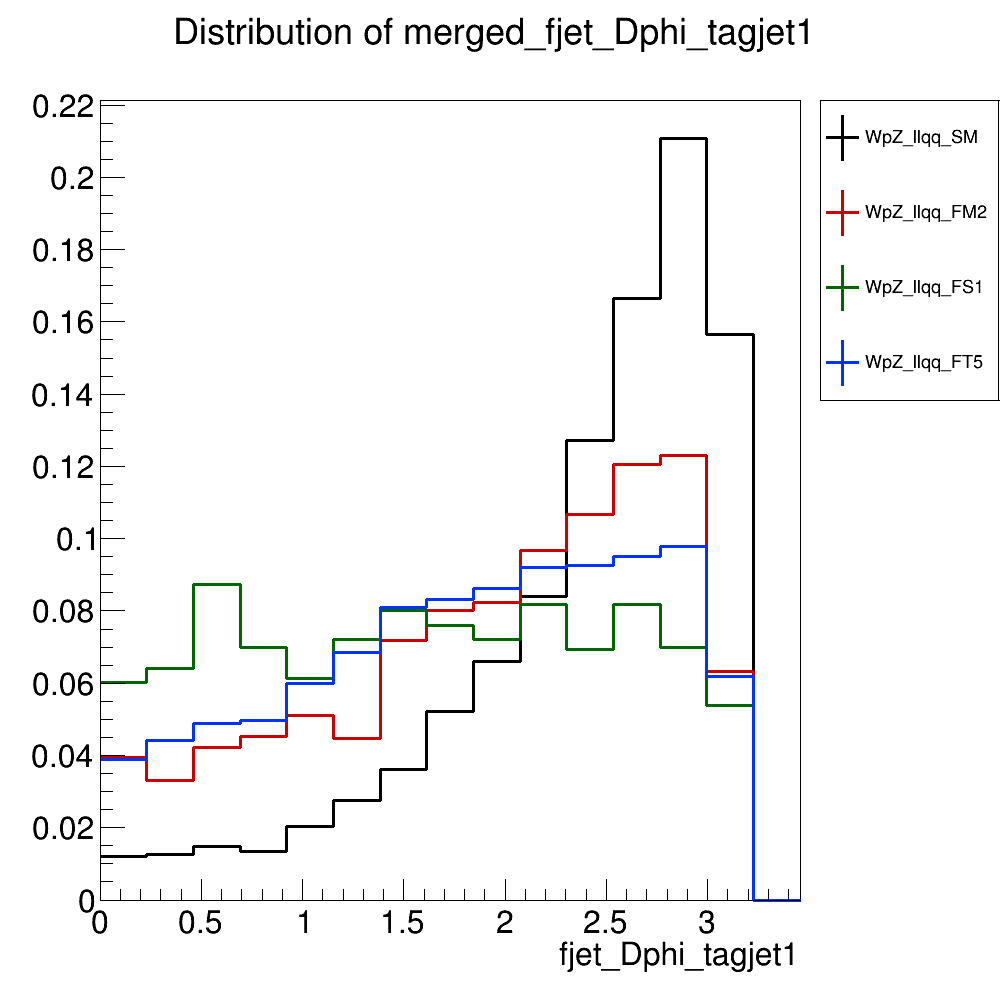 Distribution of merged_fjet_Dphi_tagjet1
0.22
0.2
0.18
0.16
0.14
0.12
0.1
0.08
0.06
0.04
0.02
0
0 0.5 1 1.5 2 2.5 3
fjet_Dphi_tagjet1
WpZ_llqq_SM
WpZ_llqq_FM2
WpZ_llqq_FS1
WpZ_llqq_FT5